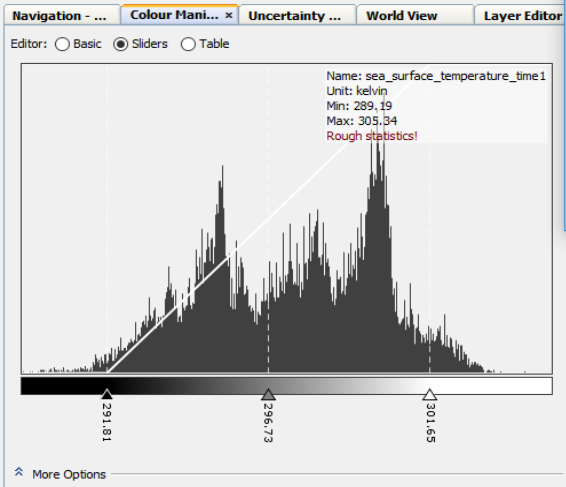 Navigation - ... Colour Mani... × Uncertainty ... World View Layer Editor
Editor: Basic Sliders Table
Name: sea_surface_temperature_time1
Unit: kelvin
Min: 289.19
Max: 305.34
Rough statistics!
291.81 296.73 301.65
More Options